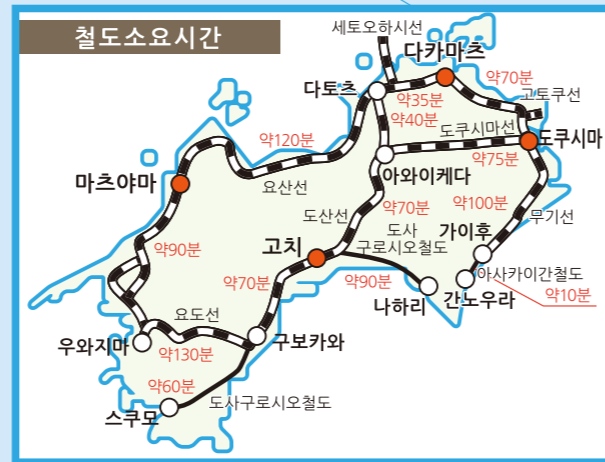 철도소요시간
세토오하시선
다카마츠
다토츠
약70분
약35분
고토쿠선
약40분
도쿠시마선
도쿠시마
약120분
약75분
아와이케다
마츠야마
요산선
도산선
약70분
약100분
무기선
도사
구로시오철도
가이후
고치
약90분
약70분
약90분
나하리
간노우라
아사카이간철도
약10분
요도선
우와지마
구보카와
약130분
약60분
스쿠모
도사구로시오철도